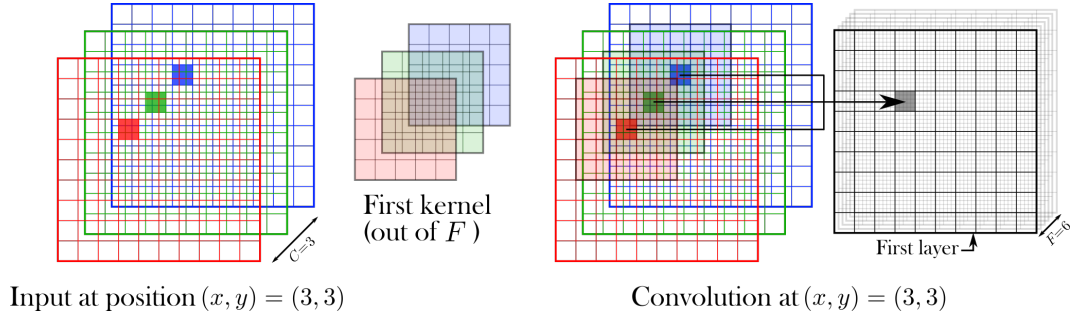 C=3
First kernel
(out of F )
First layer
F=6
Input at position (x, y) = (3, 3)
Convolution at (x, y) = (3, 3)